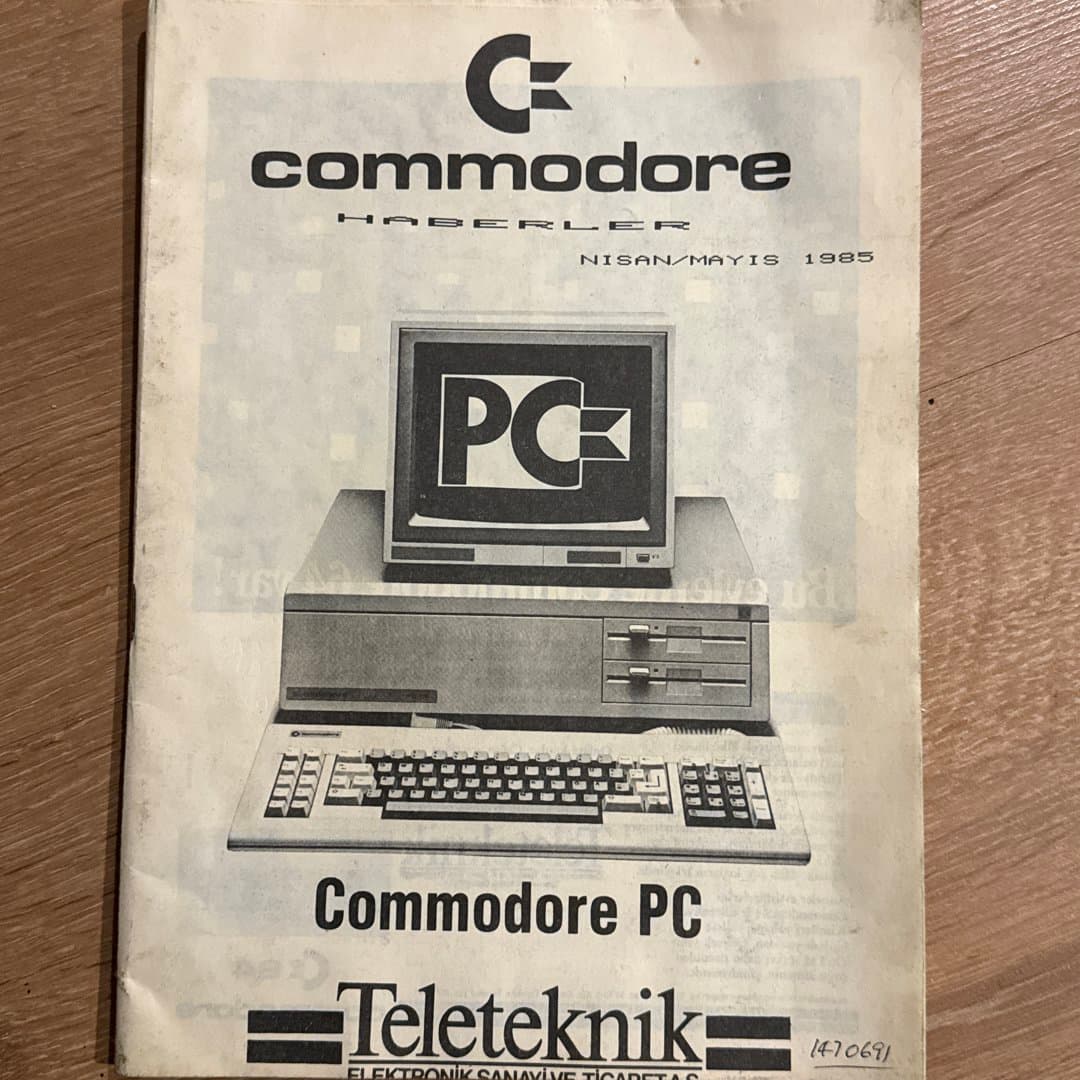 commodore
HABERLER
NISAN/MAYIS 1985
PC
Commodore PC
Teleteknik
ELEKTRONİK SANAYİ VE TİCARET A.Ş.
1470691